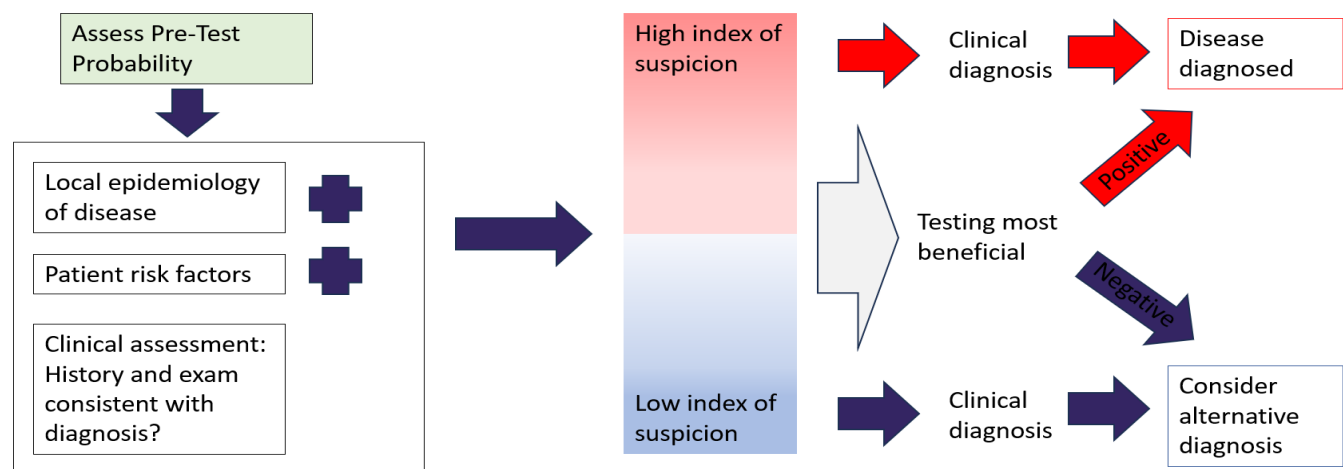 Assess Pre-Test
Probability
Local epidemiology
of disease
Patient risk factors
Clinical assessment:
History and exam
consistent with
diagnosis?
High index of
suspicion
Low index of
suspicion
Clinical
diagnosis
Disease
diagnosed
Testing most
beneficial
Positive
Negative
Clinical
diagnosis
Consider
alternative
diagnosis